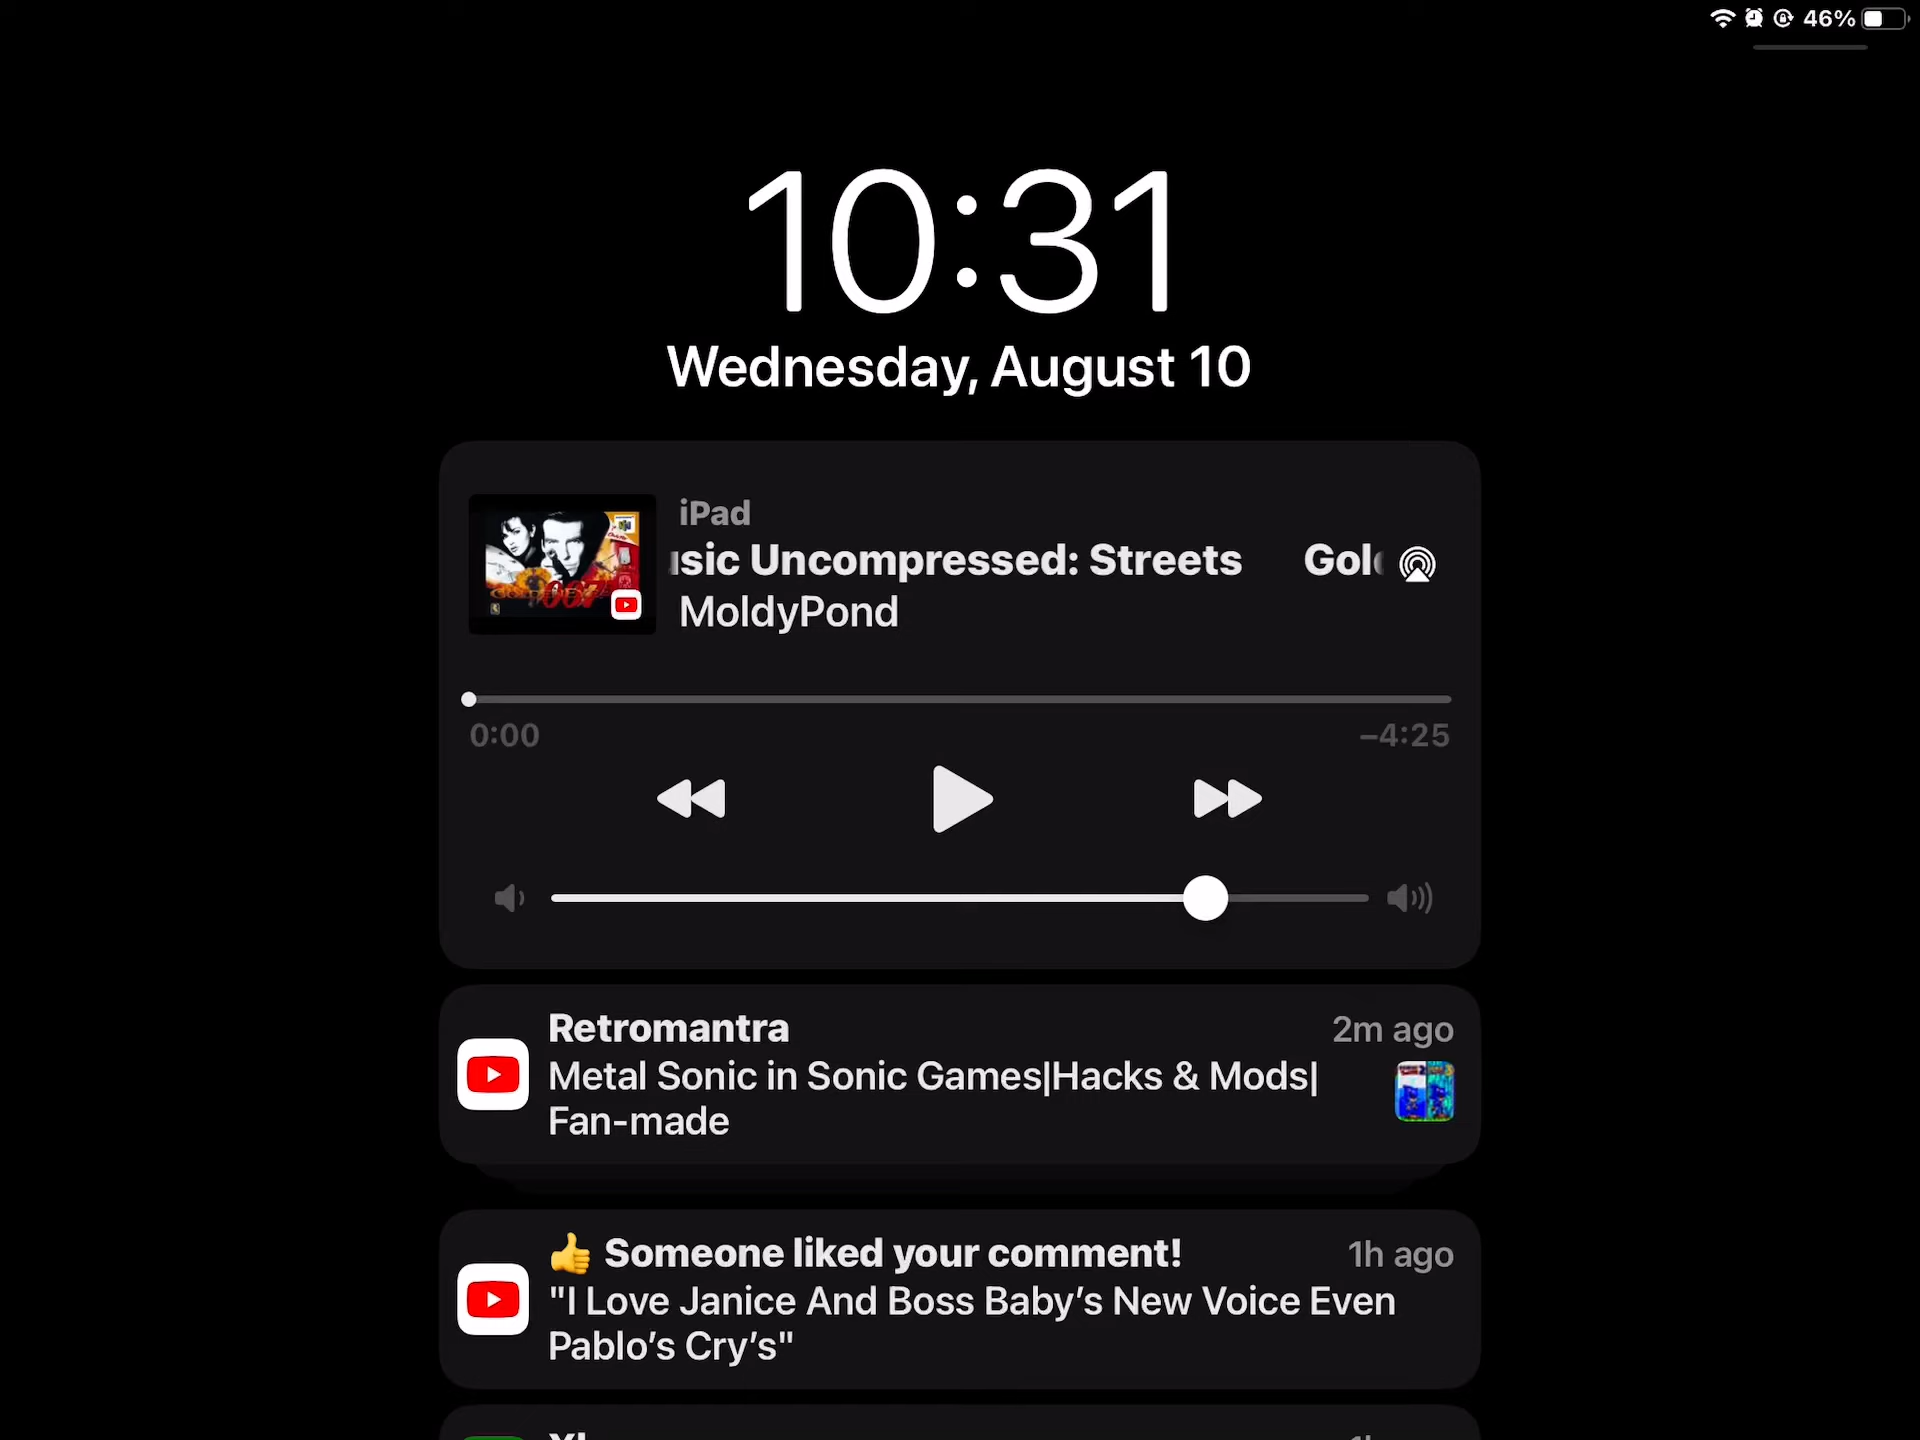 46%
10:31
Wednesday, August 10
iPad
usic Uncompressed: Streets Gol
MoldyPond
0:00
−4:25
Retromantra
2m ago
Metal Sonic in Sonic Games|Hacks & Mods|
Fan-made
👍 Someone liked your comment!
1h ago
"I Love Janice And Boss Baby’s New Voice Even
Pablo’s Cry’s"